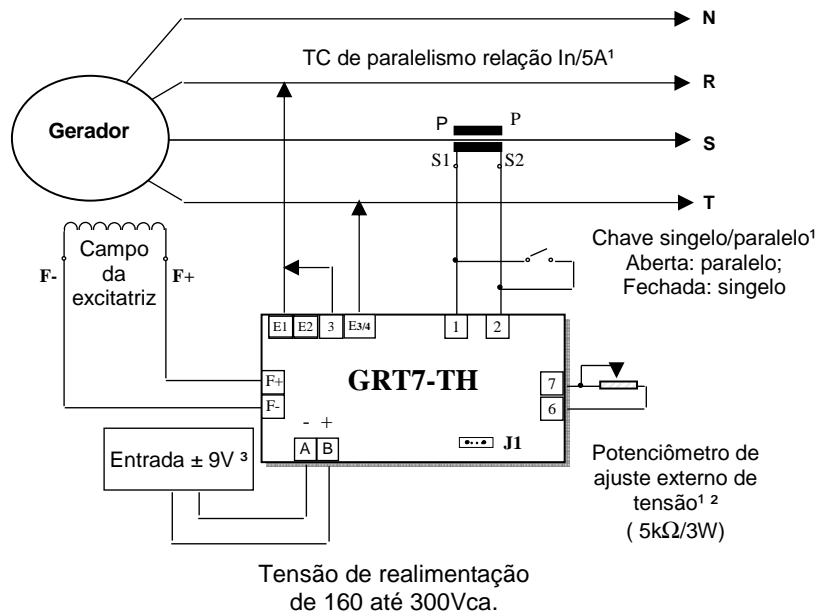 N
TC de paralelismo relação In/5A¹
R
Gerador
P P
S
S1 S2
T
Campo
da
excitatriz
F- F+
Chave singelo/paralelo¹
Aberta: paralelo;
Fechada: singelo
E1 E2 3 E3/4 1 2
GRT7-TH
F+
F-
7
6
- +
A B
J1
Entrada ± 9V ³
Potenciômetro de
ajuste externo de
tensão¹ ²
( 5kΩ/3W)
Tensão de realimentação
de 160 até 300Vca.